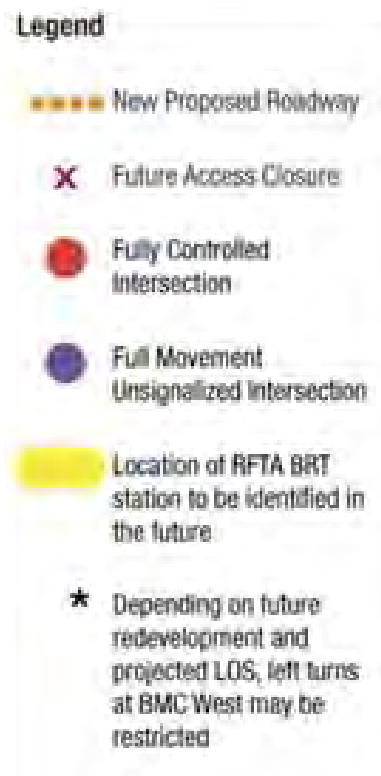 Legend
New Proposed Roadway
X Future Access Closure
Fully Controlled
Intersection
Full Movement
Unsignalized Intersection
Location of RFTA BRT
station to be identified in
the future
* Depending on future
redevelopment and
projected LOS, left turns
at BMC West may be
restricted